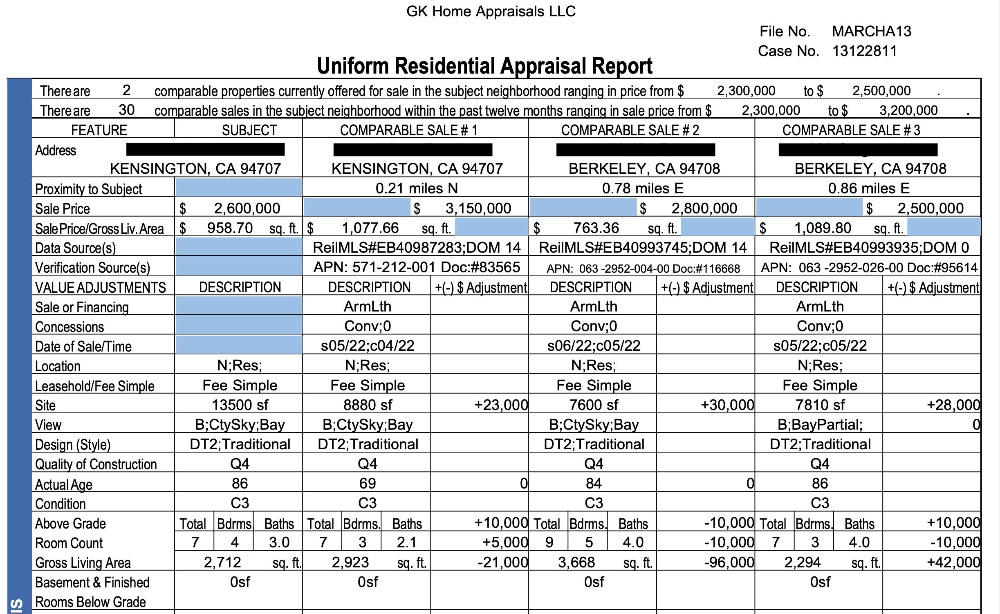 GK Home Appraisals LLC
File No. MARCHA13
Case No. 13122811
Uniform Residential Appraisal Report
There are 2 comparable properties currently offered for sale in the subject neighborhood ranging in price from $ 2,300,000 to $ 2,500,000 .
There are 30 comparable sales in the subject neighborhood within the past twelve months ranging in sale price from $ 2,300,000 to $ 3,200,000 .
FEATURE SUBJECT COMPARABLE SALE # 1 COMPARABLE SALE # 2 COMPARABLE SALE # 3
Address
KENSINGTON, CA 94707 KENSINGTON, CA 94707 BERKELEY, CA 94708 BERKELEY, CA 94708
Proximity to Subject 0.21 miles N 0.78 miles E 0.86 miles E
Sale Price $ 2,600,000 $ 3,150,000 $ 2,800,000 $ 2,500,000
Sale Price/Gross Liv. Area $ 958.70 sq. ft. $ 1,077.66 sq. ft. $ 763.36 sq. ft. $ 1,089.80 sq. ft.
Data Source(s) ReilMLS#EB40987283;DOM 14 ReilMLS#EB40993745;DOM 14 ReilMLS#EB40993935;DOM 0
Verification Source(s) APN: 571-212-001 Doc:#83565 APN: 063 -2952-004-00 Doc:#116668 APN: 063 -2952-026-00 Doc:#95614
VALUE ADJUSTMENTS DESCRIPTION DESCRIPTION +(-) $ Adjustment DESCRIPTION +(-) $ Adjustment DESCRIPTION +(-) $ Adjustment
Sale or Financing ArmLth ArmLth ArmLth
Concessions Conv;0 Conv;0 Conv;0
Date of Sale/Time s05/22;c04/22 s06/22;c05/22 s05/22;c05/22
Location N;Res; N;Res; N;Res; N;Res;
Leasehold/Fee Simple Fee Simple Fee Simple Fee Simple Fee Simple
Site 13500 sf 8880 sf +23,000 7600 sf +30,000 7810 sf +28,000
View B;CtySky;Bay B;CtySky;Bay B;CtySky;Bay B;BayPartial; 0
Design (Style) DT2;Traditional DT2;Traditional DT2;Traditional DT2;Traditional
Quality of Construction Q4 Q4 Q4 Q4
Actual Age 86 69 0 84 0 86
Condition C3 C3 C3 C3
Above Grade Total Bdrms. Baths Total Bdrms. Baths +10,000 Total Bdrms. Baths -10,000 Total Bdrms. Baths +10,000
Room Count 7 4 3.0 7 3 2.1 +5,000 9 5 4.0 -10,000 7 3 4.0 -10,000
Gross Living Area 2,712 sq. ft. 2,923 sq. ft. -21,000 3,668 sq. ft. -96,000 2,294 sq. ft. +42,000
Basement & Finished 0sf 0sf 0sf 0sf
Rooms Below Grade
IS